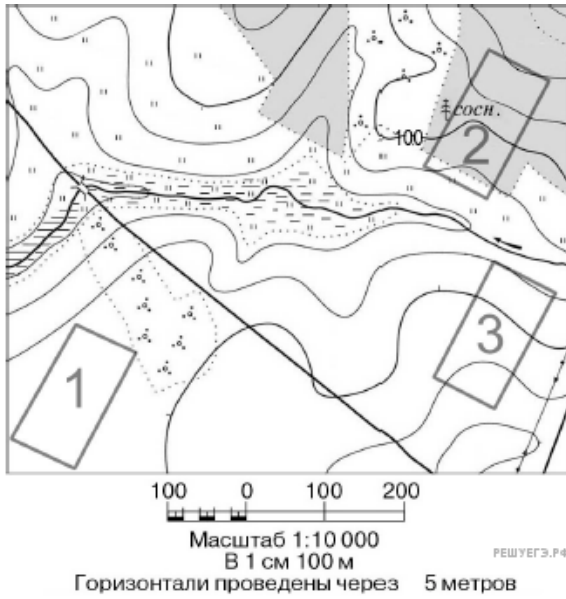 сосн.
100
2
3
1
100 0 100 200
Масштаб 1:10 000
В 1 см 100 м
РЕШУЕГЭ.РФ
Горизонтали проведены через 5 метров